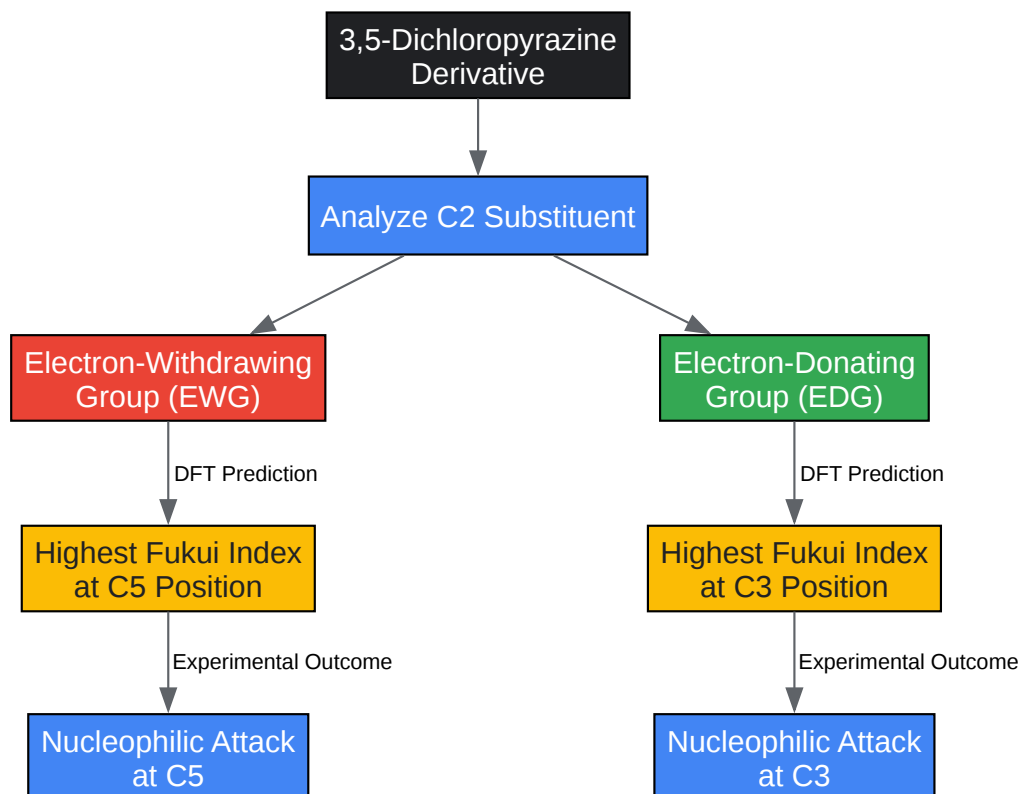 3,5-Dichloropyrazine
Derivative
Analyze C2 Substituent
Electron-Withdrawing
Group (EWG)
Electron-Donating
Group (EDG)
DFT Prediction
DFT Prediction
Highest Fukui Index
at C5 Position
Highest Fukui Index
at C3 Position
Experimental Outcome
Experimental Outcome
Nucleophilic Attack
at C5
Nucleophilic Attack
at C3